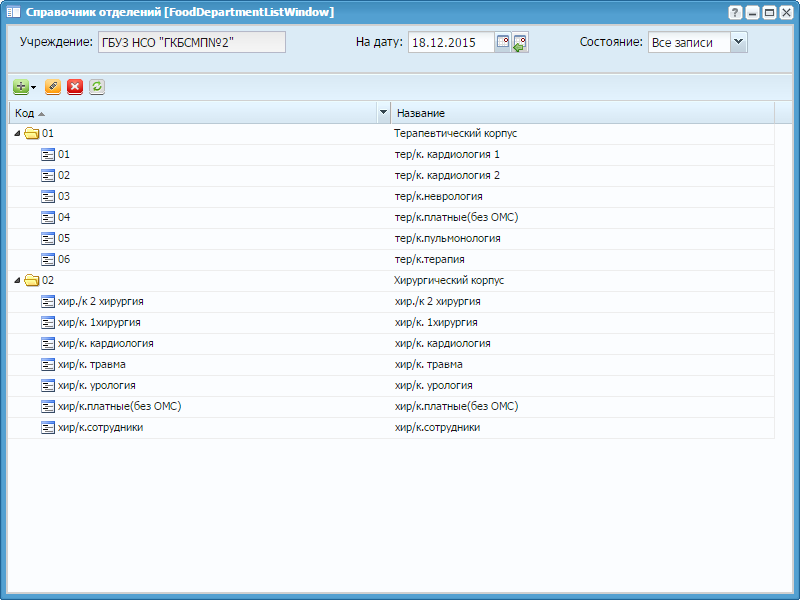 Справочник отделений [FoodDepartmentListWindow]
Учреждение: ГБУЗ НСО "ГКБСМП№2" На дату: 18.12.2015 Состояние: Все записи
Код Название
01 Терапевтический корпус
01 тер/к. кардиология 1
02 тер/к. кардиология 2
03 тер/к.неврология
04 тер/к.платные(без ОМС)
05 тер/к.пульмонология
06 тер/к.терапия
02 Хирургический корпус
хир./к 2 хирургия хир./к 2 хирургия
хир/к. 1хирургия хир/к. 1хирургия
хир/к. кардиология хир/к. кардиология
хир/к. травма хир/к. травма
хир/к. урология хир/к. урология
хир/к.платные(без ОМС) хир/к.платные(без ОМС)
хир/к.сотрудники хир/к.сотрудники